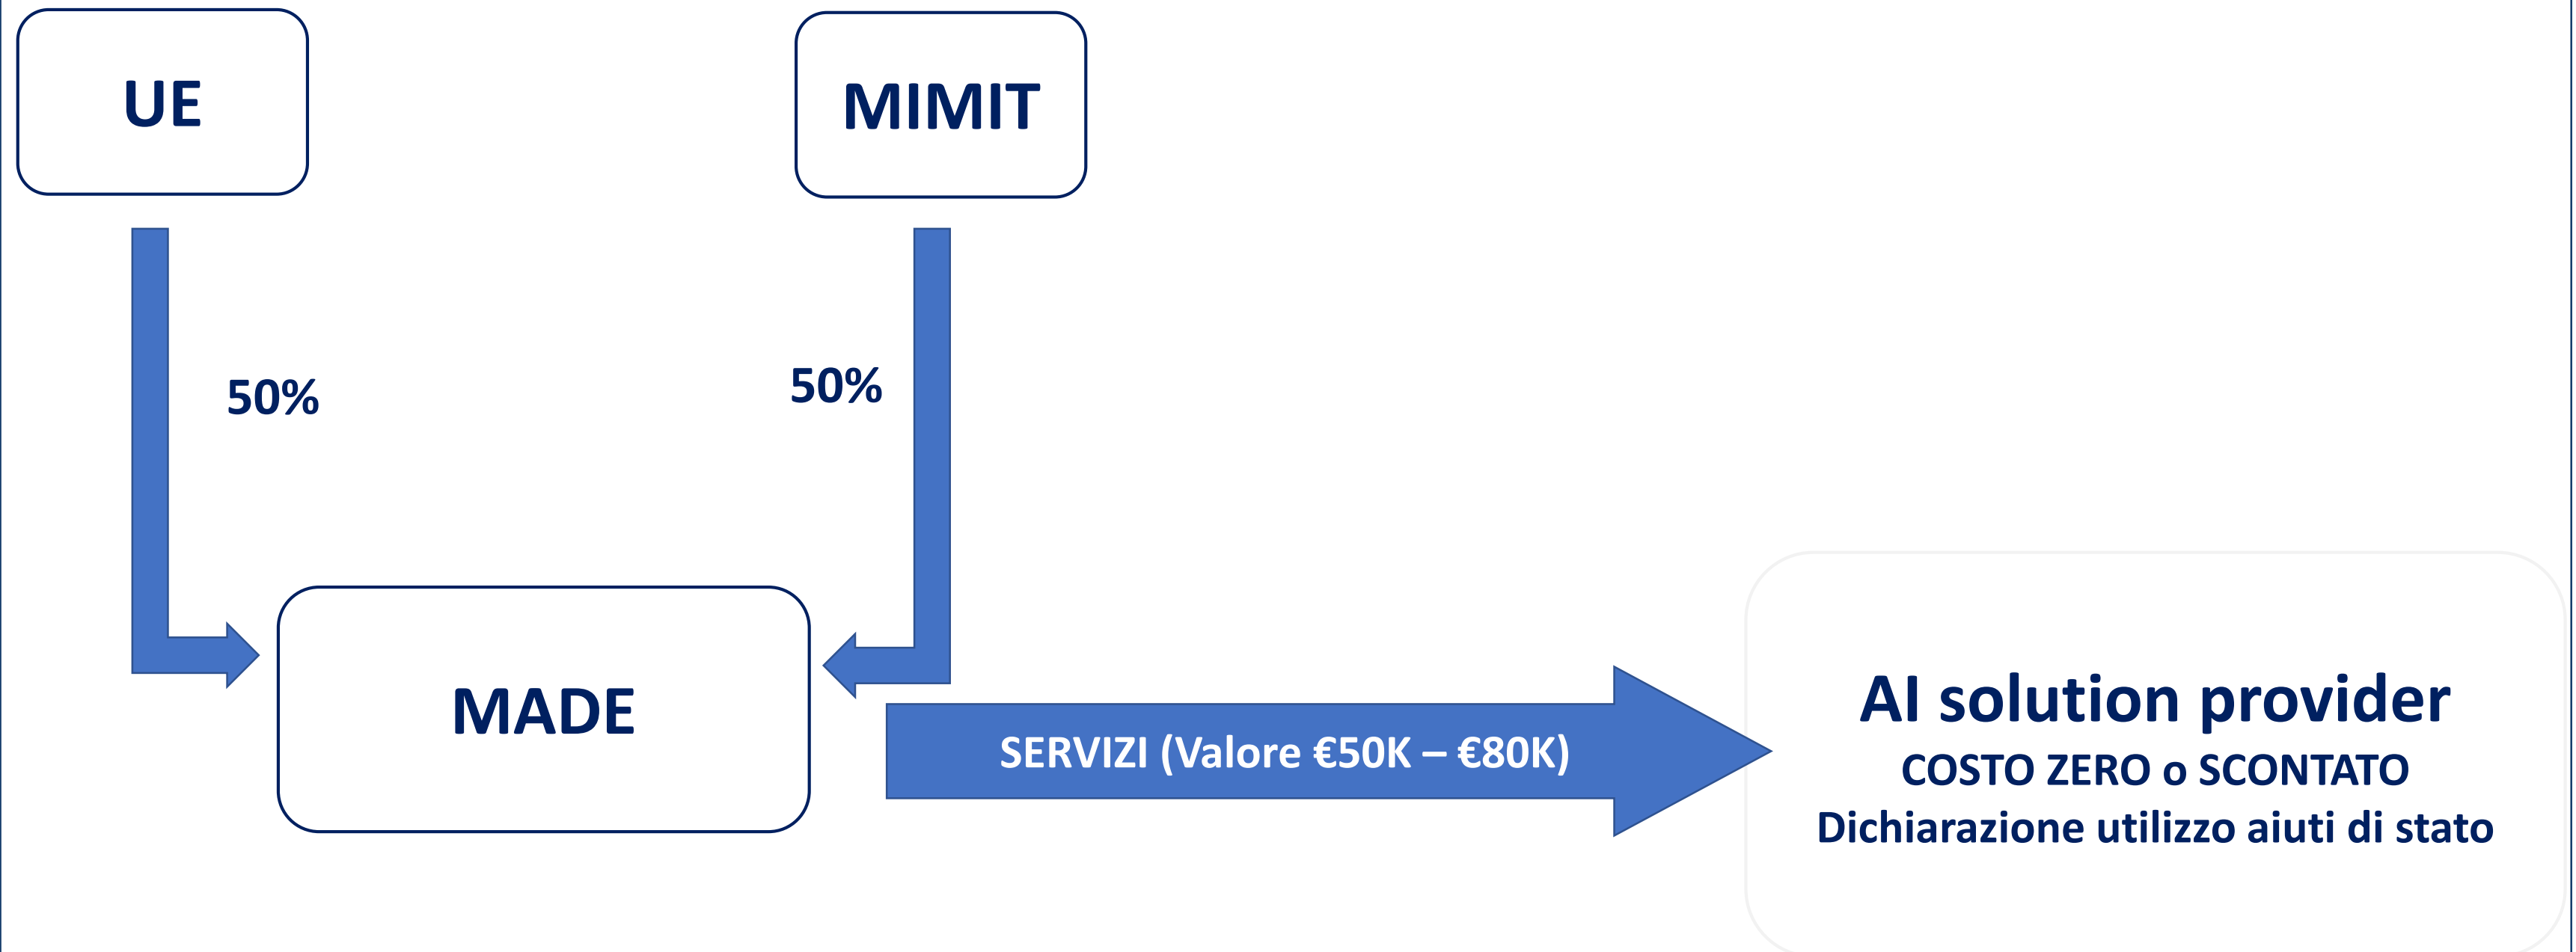 UE
MIMIT
50%
50%
MADE
SERVIZI (Valore €50K – €80K)
AI solution provider
COSTO ZERO o SCONTATO
Dichiarazione utilizzo aiuti di stato